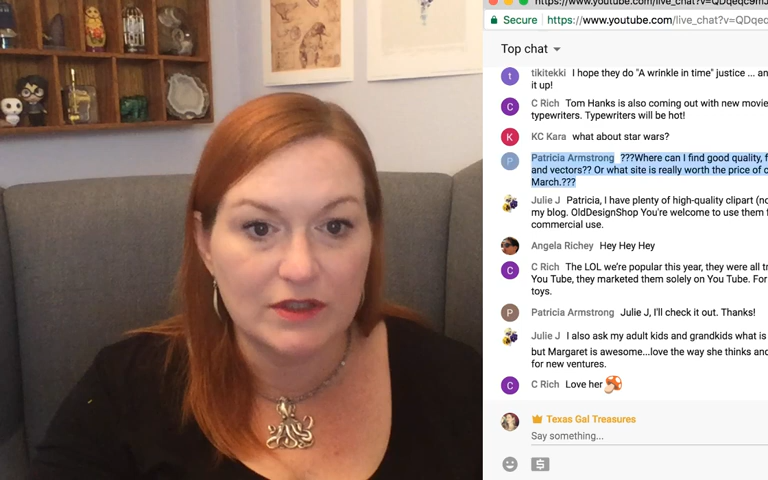 https://www.youtube.com/live_chat?v=QDqeqc9m
Secure https://www.youtube.com/live_chat?v=QDqeq
Top chat
tikitekki I hope they do "A wrinkle in time" justice ... an
it up!
C Rich Tom Hanks is also coming out with new movie
typewriters. Typewriters will be hot!
KC Kara what about star wars?
Patricia Armstrong ???Where can I find good quality, f
and vectors?? Or what site is really worth the price of c
March.???
Julie J Patricia, I have plenty of high-quality clipart (no
my blog. OldDesignShop You're welcome to use them f
commercial use.
Angela Richey Hey Hey Hey
C Rich The LOL we're popular this year, they were all tr
You Tube, they marketed them solely on You Tube. For
toys.
Patricia Armstrong Julie J, I'll check it out. Thanks!
Julie J I also ask my adult kids and grandkids what is
but Margaret is awesome...love the way she thinks and
for new ventures.
C Rich Love her
Texas Gal Treasures
Say something...